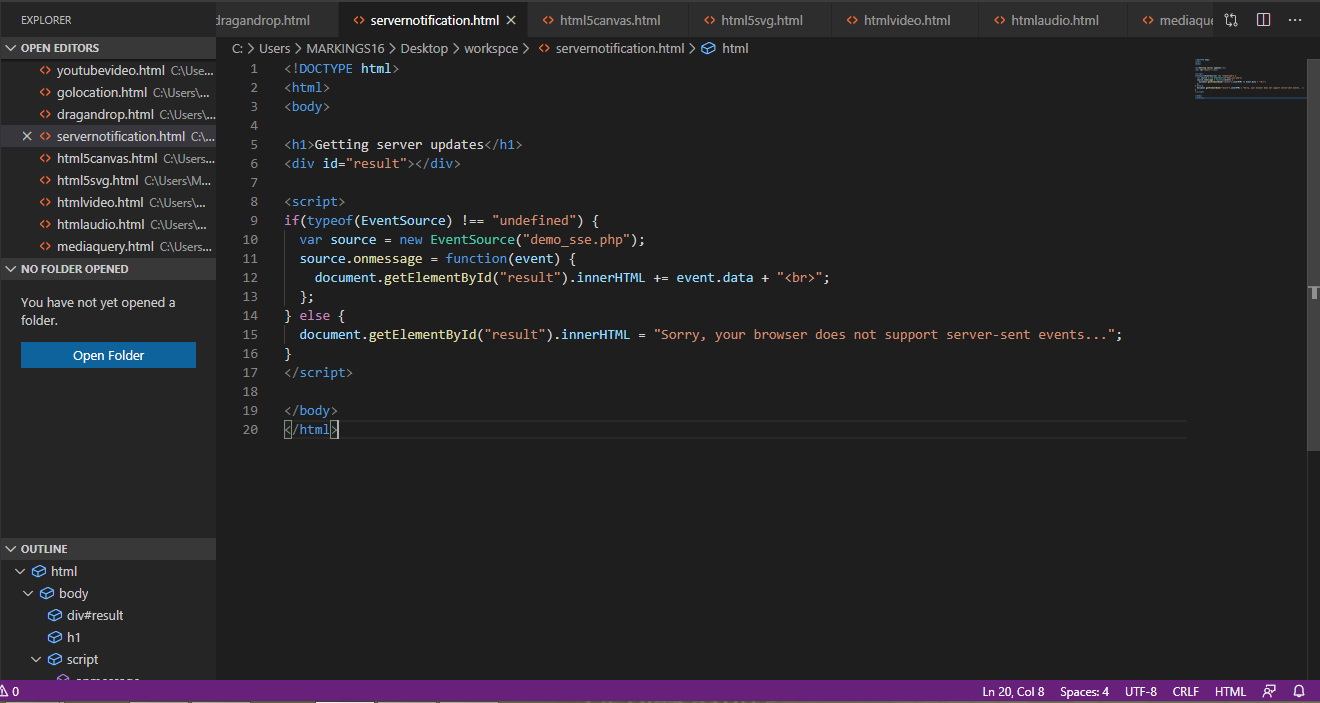 EXPLORER
dragandrop.html
servernotification.html
html5canvas.html
html5svg.html
htmlvideo.html
htmlaudio.html
mediaque
OPEN EDITORS
youtubevideo.html C:\Use...
golocation.html C:\Users\...
dragandrop.html C:\Users\...
servernotification.html C:\...
html5canvas.html C:\Users...
html5svg.html C:\Users\M...
htmlvideo.html C:\Users\...
htmlaudio.html C:\Users\...
mediaquery.html C:\Users...
NO FOLDER OPENED
You have not yet opened a
folder.
Open Folder
OUTLINE
html
body
div#result
h1
script
C: > Users > MARKINGS16 > Desktop > workspce > servernotification.html > html
1 <!DOCTYPE html>
2 <html>
3 <body>
4
5 <h1>Getting server updates</h1>
6 <div id="result"></div>
7
8 <script>
9 if(typeof(EventSource) !== "undefined") {
10 var source = new EventSource("demo_sse.php");
11 source.onmessage = function(event) {
12 document.getElementById("result").innerHTML += event.data + "<br>";
13 };
14 } else {
15 document.getElementById("result").innerHTML = "Sorry, your browser does not support server-sent events...";
16 }
17 </script>
18
19 </body>
20 </html>
0
Ln 20, Col 8
Spaces: 4
UTF-8
CRLF
HTML